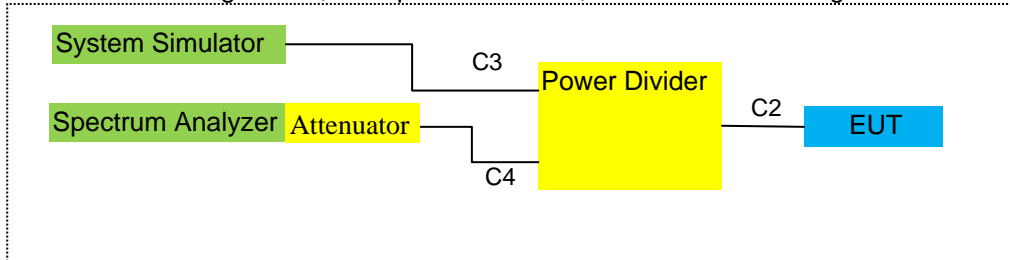 System Simulator
C3
Power Divider
C2
Spectrum Analyzer
Attenuator
EUT
C4